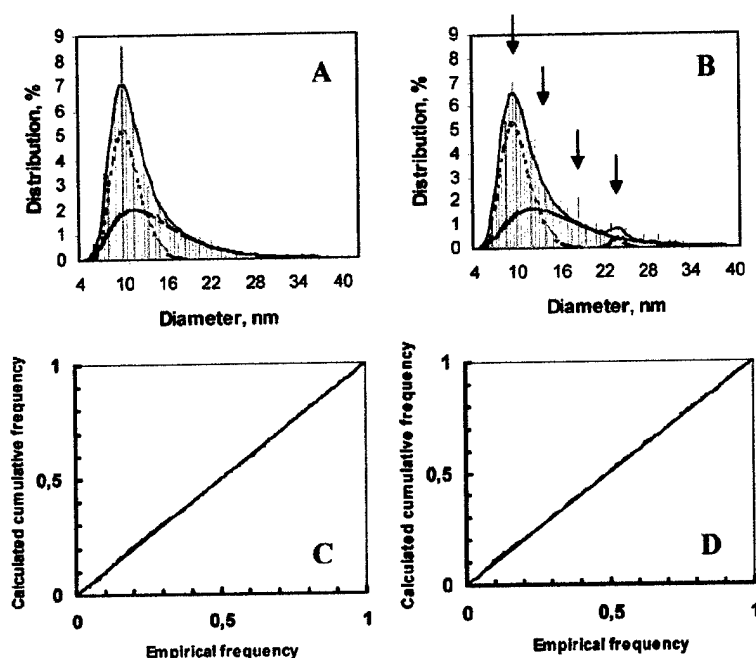 9
8
7
6
5
4
3
2
1
0
Distribution, %
A
4 10 16 22 28 34 40
Diameter, nm
9
8
7
6
5
4
3
2
1
0
Distribution, %
B
4 10 16 22 28 34 40
Diameter, nm
1
0,5
0
Calculated cumulative frequency
C
0 0,5 1
Empirical frequency
1
0,5
0
Calculated cumulative frequency
D
0 0,5 1
Empirical frequency